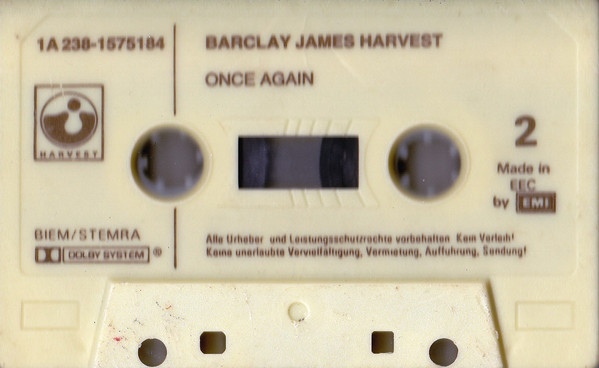 1A 238-1575184
BARCLAY JAMES HARVEST
ONCE AGAIN
HARVEST
2
Made in
EEC
by EMI
BIEM/STEMRA
DOLBY SYSTEM ®
Alle Urheber- und Leistungsschutzrechte vorbehalten Kein Verleih!
Keine unerlaubte Vervielfältigung, Vermietung, Aufführung, Sendung!